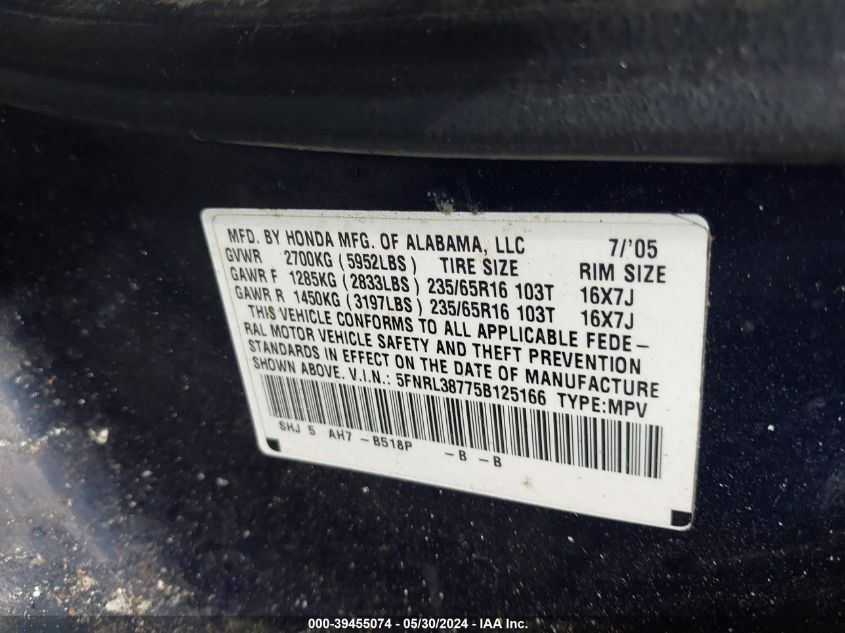 MFD. BY HONDA MFG. OF ALABAMA, LLC 7/'05
GVWR 2700KG (5952LBS) TIRE SIZE RIM SIZE
GAWR F 1285KG (2833LBS) 235/65R16 103T 16X7J
GAWR R 1450KG (3197LBS) 235/65R16 103T 16X7J
THIS VEHICLE CONFORMS TO ALL APPLICABLE FEDE-
RAL MOTOR VEHICLE SAFETY AND THEFT PREVENTION
STANDARDS IN EFFECT ON THE DATE OF MANUFACTURE
SHOWN ABOVE. V.I.N.: 5FNRL38775B125166 TYPE:MPV
SHJ 5 AH7 -B518P -B -B
000-39455074 / 05/30/2024 - IAA Inc.